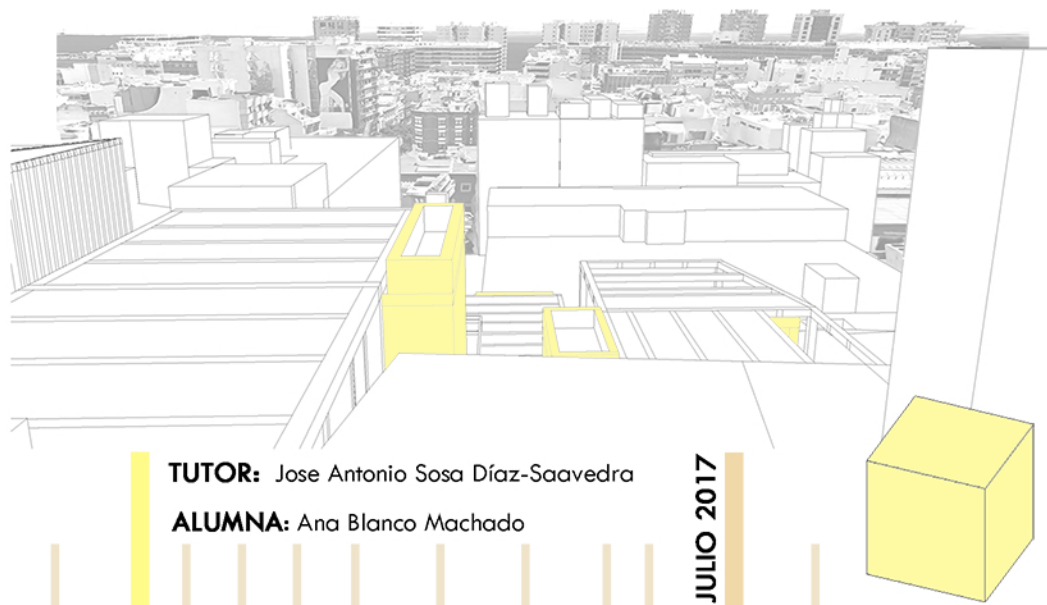 TUTOR: Jose Antonio Sosa Díaz-Saavedra
ALUMNA: Ana Blanco Machado
JULIO 2017